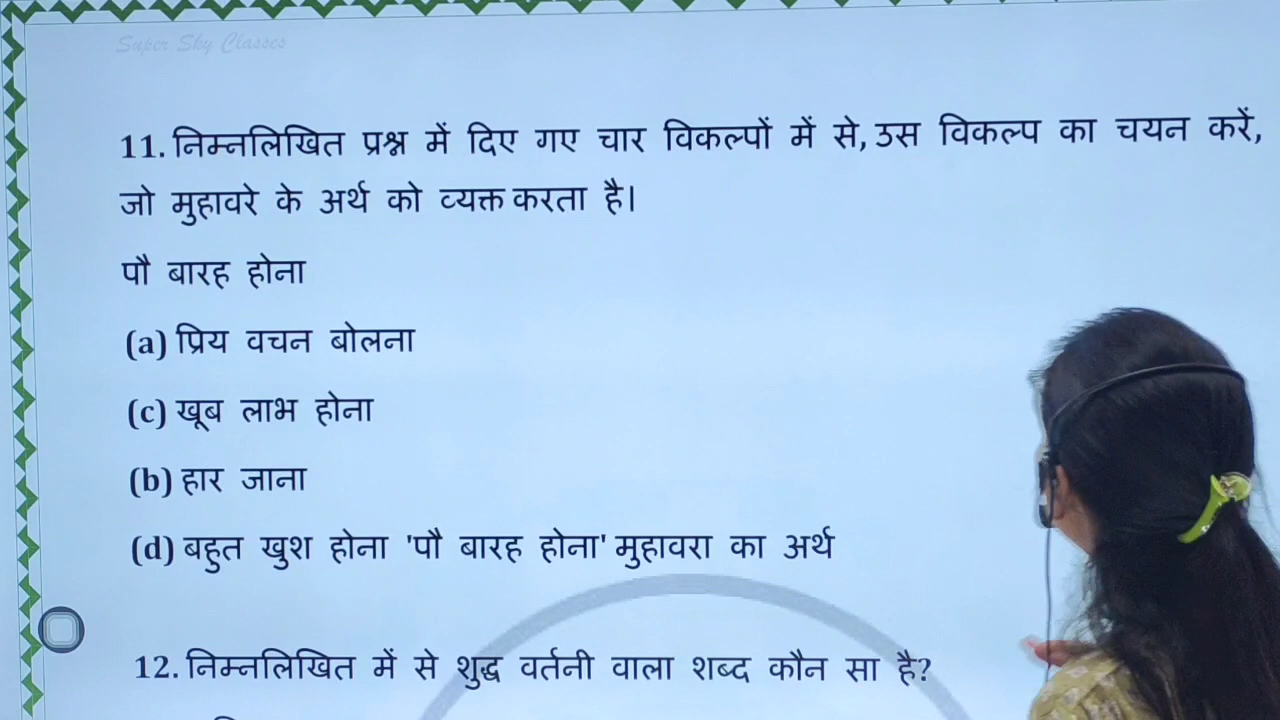 Super Sky Classes
11. निम्नलिखित प्रश्न में दिए गए चार विकल्पों में से, उस विकल्प का चयन करें,
जो मुहावरे के अर्थ को व्यक्त करता है।
पौ बारह होना
(a) प्रिय वचन बोलना
(c) खूब लाभ होना
(b) हार जाना
(d) बहुत खुश होना 'पौ बारह होना' मुहावरा का अर्थ
12. निम्नलिखित में से शुद्ध वर्तनी वाला शब्द कौन सा है?